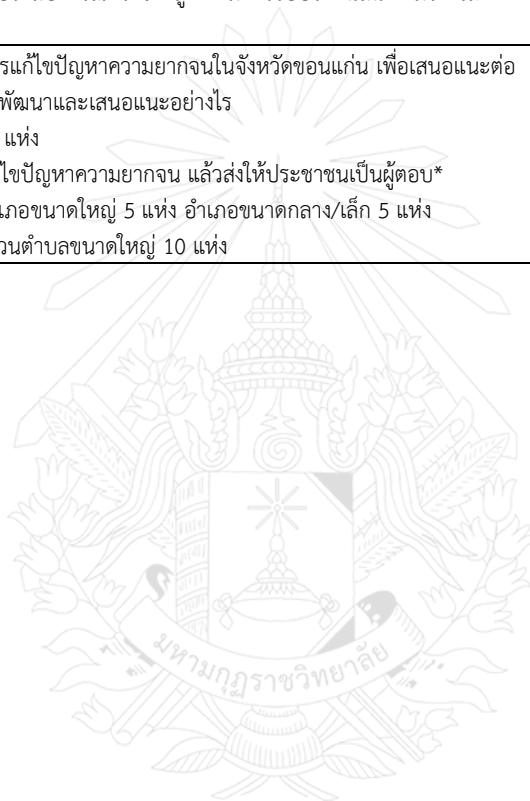 รแก้ไขปัญหาความยากจนในจังหวัดขอนแก่น เพื่อเสนอแนะต่อ
พัฒนาและเสนอแนะอย่างไร
แห่ง
ไขปัญหาความยากจน แล้วส่งให้ประชาชนเป็นผู้ตอบ*
เภอขนาดใหญ่ 5 แห่ง อำเภอขนาดกลาง/เล็ก 5 แห่ง
วนตำบลขนาดใหญ่ 10 แห่ง
มหามกุฏราชวิทยาลัย